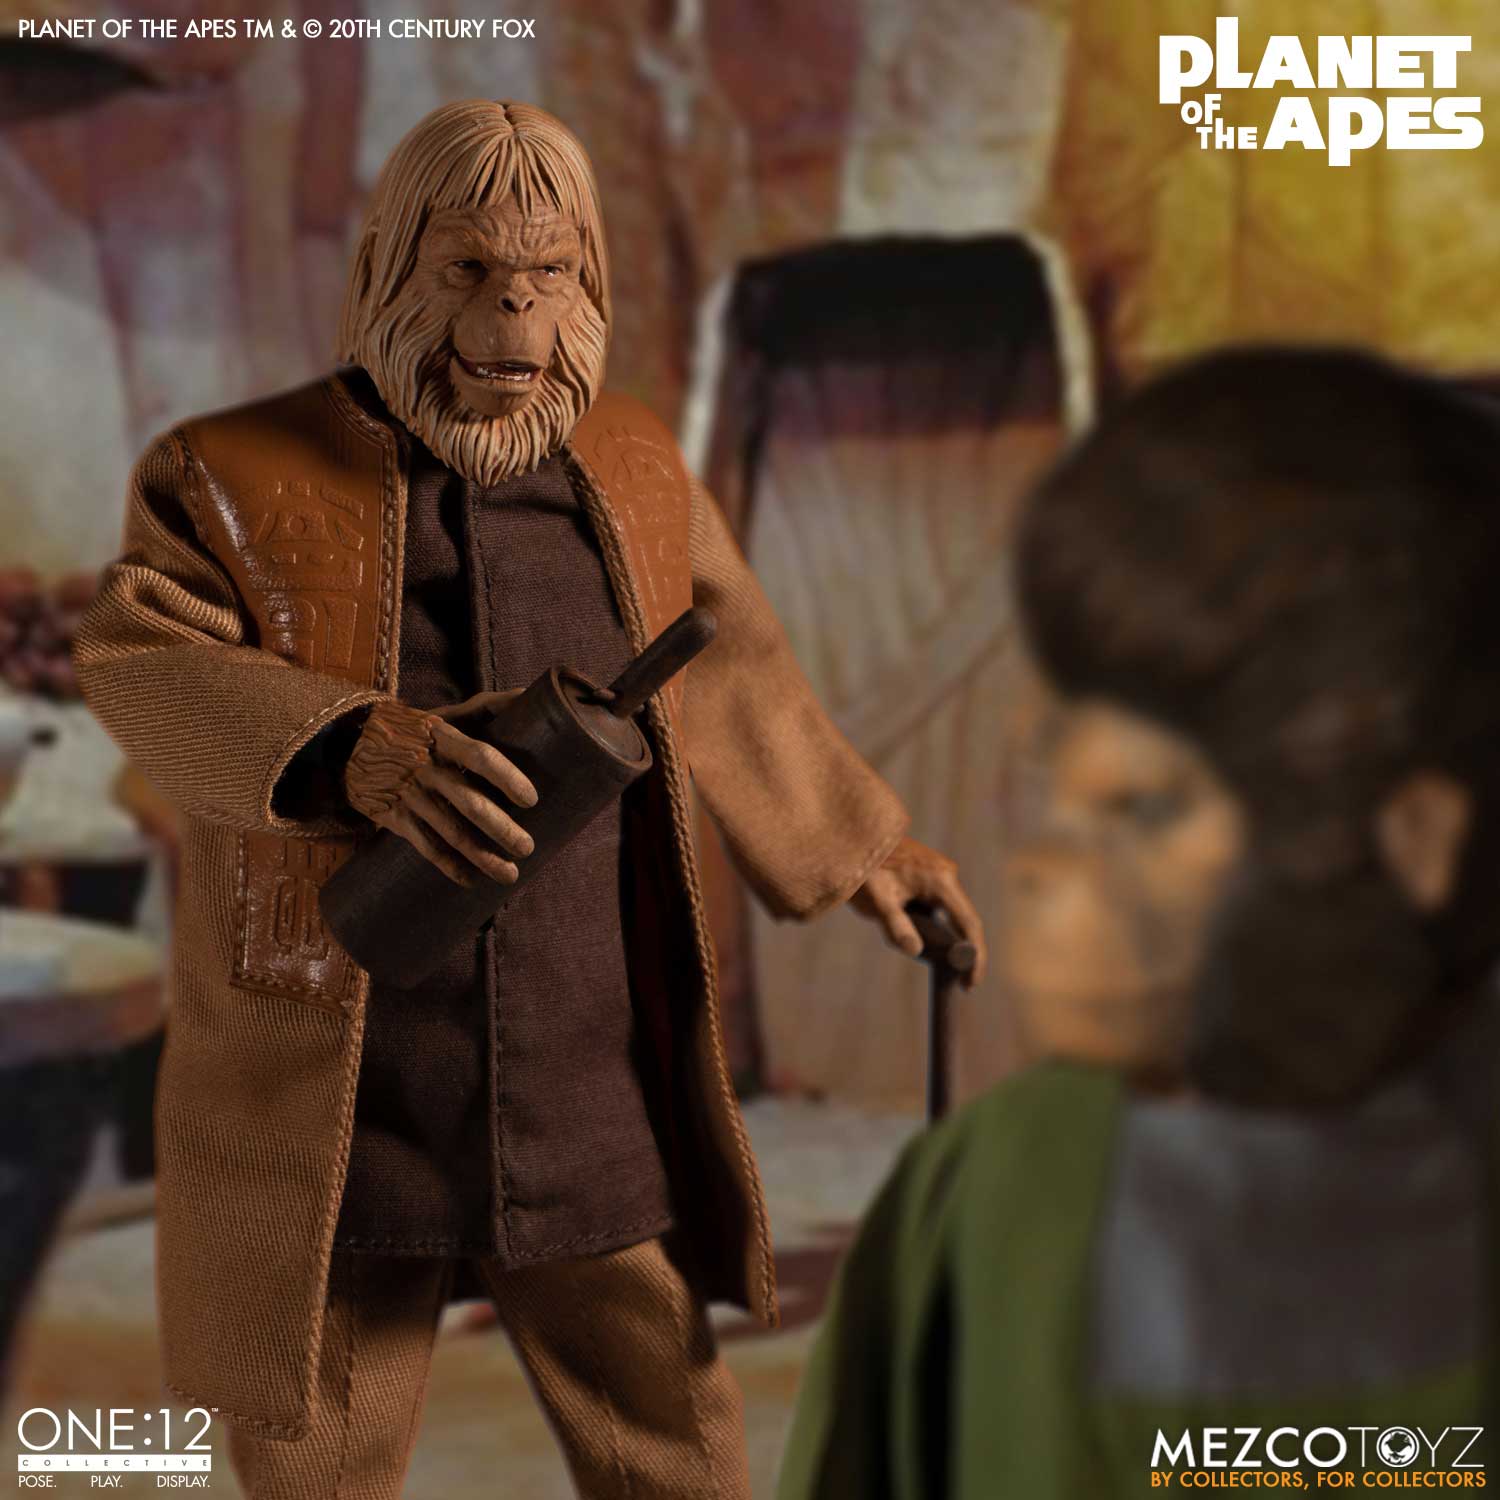 PLANET OF THE APES TM & © 20TH CENTURY FOX
PLANET
OF
THE APES
ONE:12™
COLLECTIVE
POSE. PLAY. DISPLAY.
MEZCOTOYZ
BY COLLECTORS, FOR COLLECTORS